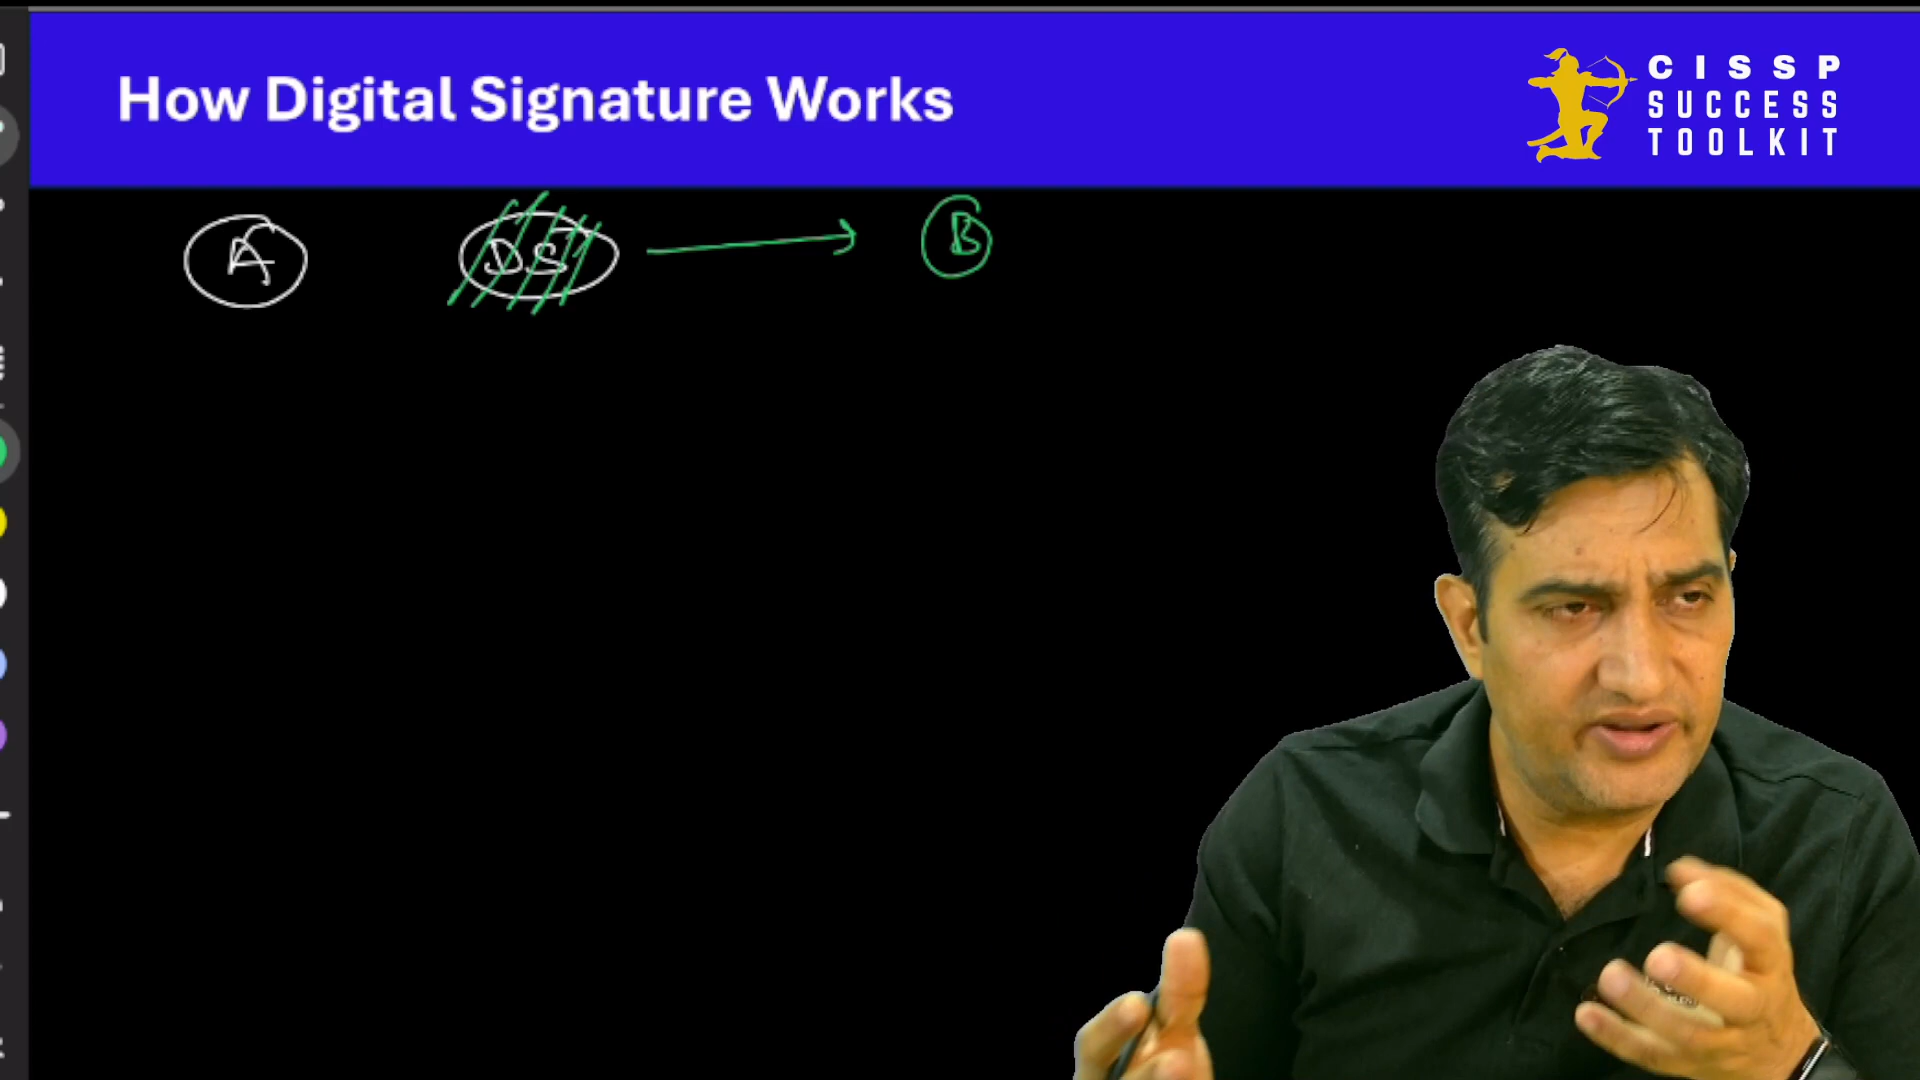 How Digital Signature Works
CISSP
SUCCESS
TOOLKIT
A DS B